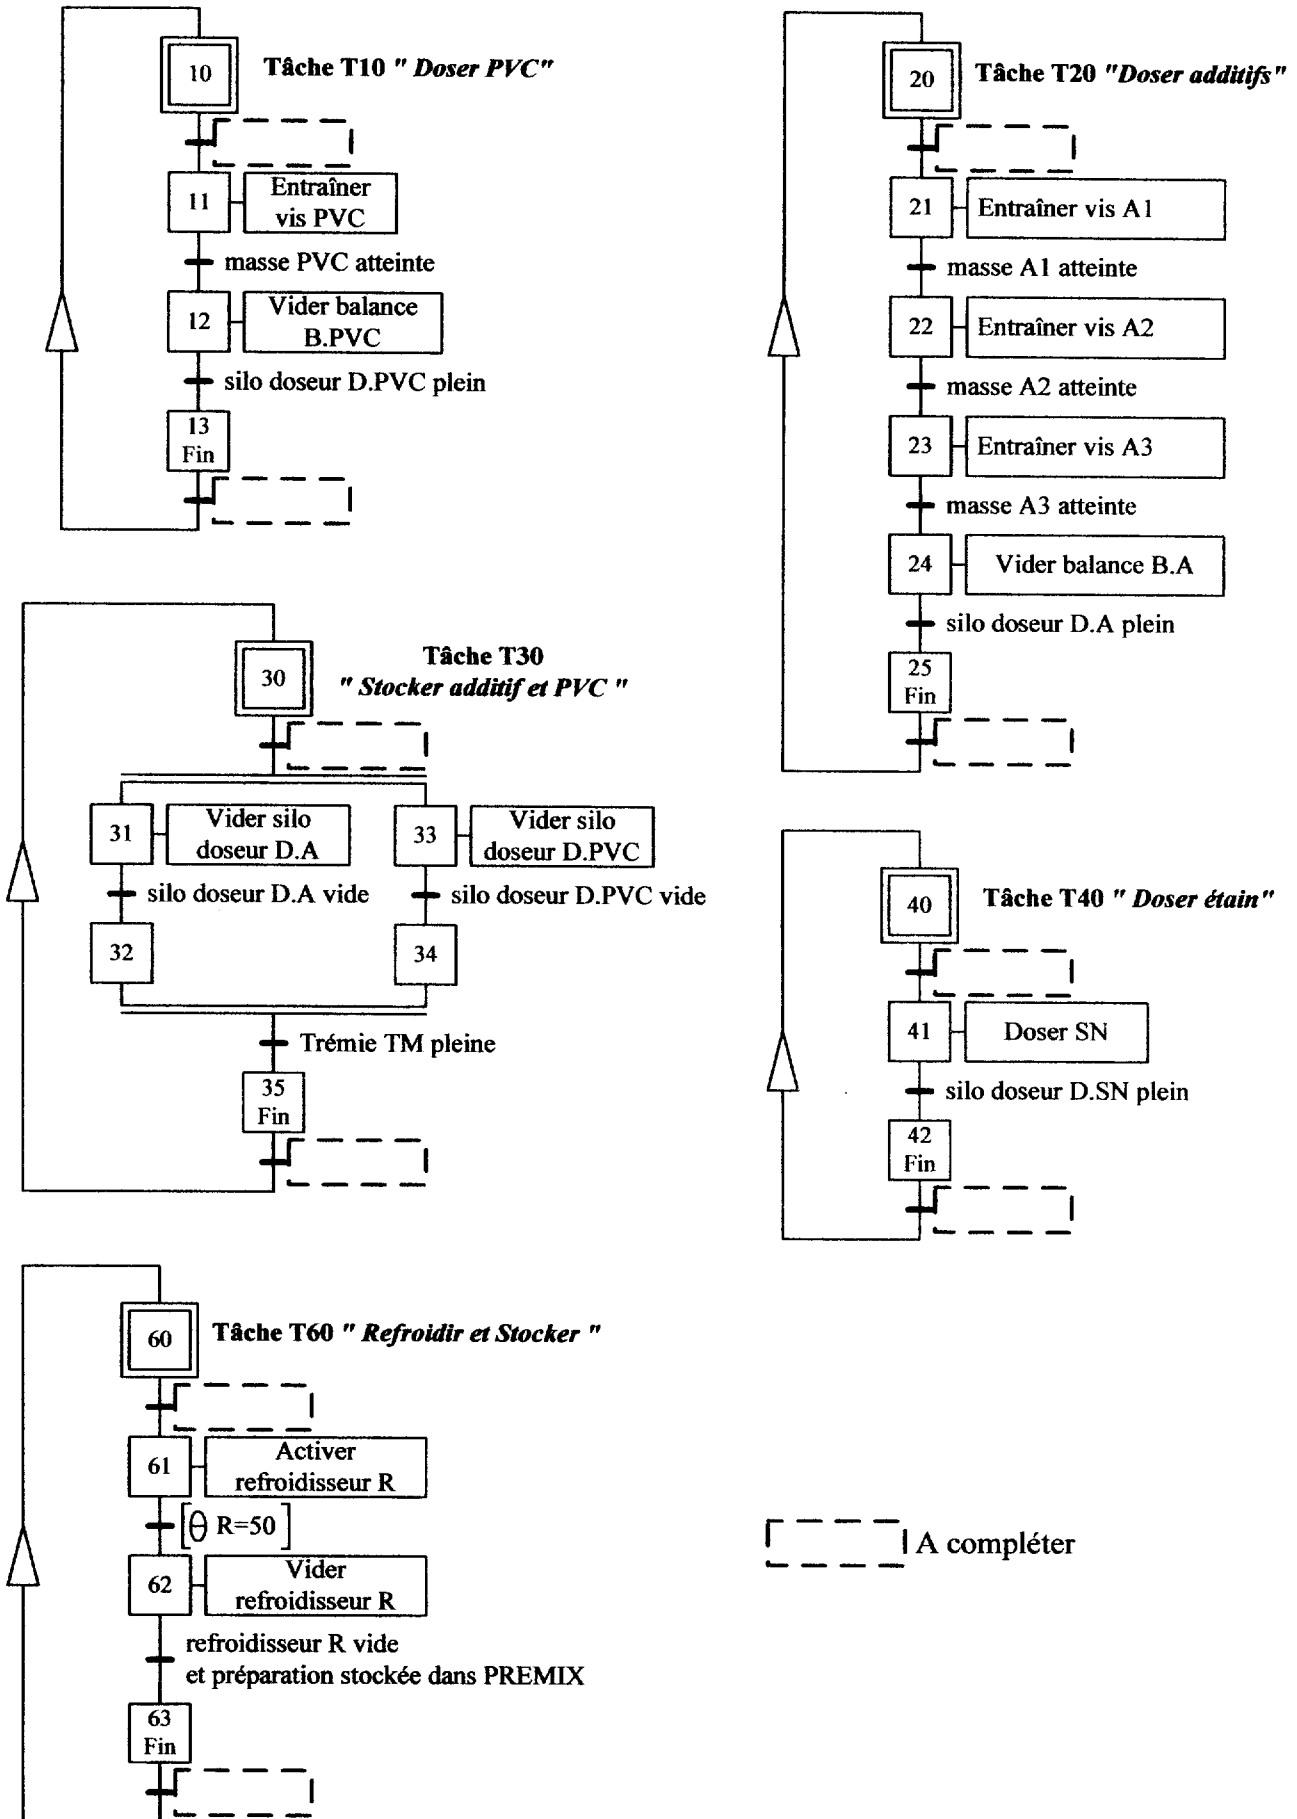 10
Tâche T10 " Doser PVC"
11
Entraîner
vis PVC
masse PVC atteinte
12
Vider balance
B.PVC
silo doseur D.PVC plein
13
Fin
20
Tâche T20 "Doser additifs"
21
Entraîner vis A1
masse A1 atteinte
22
Entraîner vis A2
masse A2 atteinte
23
Entraîner vis A3
masse A3 atteinte
24
Vider balance B.A
silo doseur D.A plein
25
Fin
30
Tâche T30
" Stocker additif et PVC "
31
Vider silo
doseur D.A
33
Vider silo
doseur D.PVC
silo doseur D.A vide
silo doseur D.PVC vide
32
34
Trémie TM pleine
35
Fin
40
Tâche T40 " Doser étain"
41
Doser SN
silo doseur D.SN plein
42
Fin
60
Tâche T60 " Refroidir et Stocker "
61
Activer
refroidisseur R
[θ R=50]
62
Vider
refroidisseur R
refroidisseur R vide
et préparation stockée dans PREMIX
63
Fin
A compléter